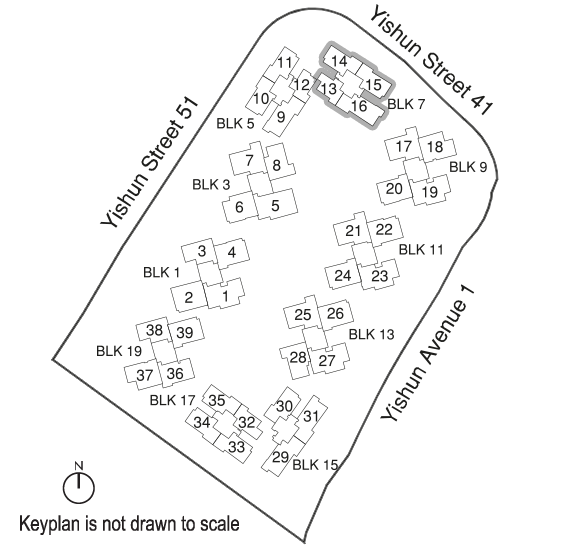 Yishun Street 41
Yishun Street 51
Yishun Avenue 1
11
12
10
9
BLK 5
14
15
13
16
BLK 7
7
8
BLK 3
6
5
17
18
BLK 9
20
19
3
4
BLK 1
2
1
21
22
BLK 11
24
23
38
39
BLK 19
37
36
25
26
BLK 13
28
27
BLK 17
35
34
32
33
30
31
29
BLK 15
N
Keyplan is not drawn to scale